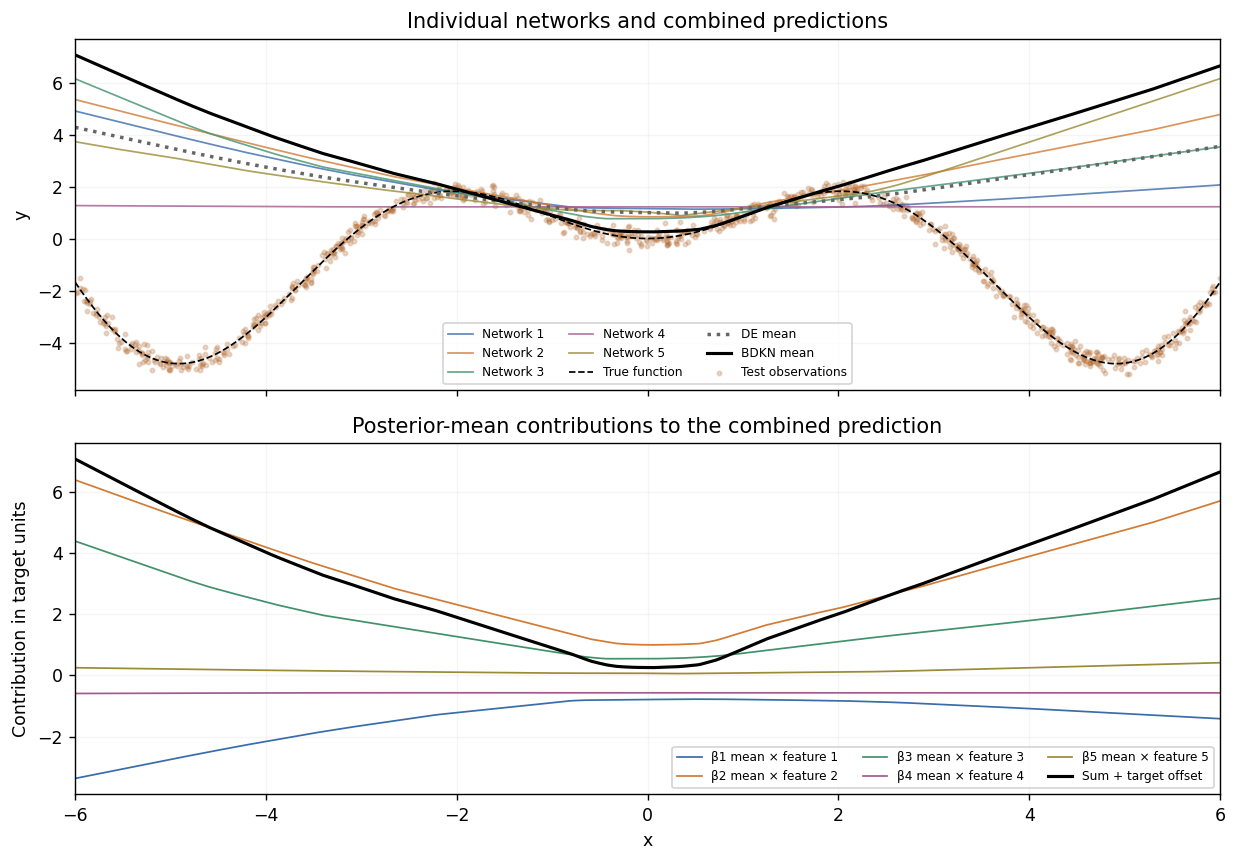 Individual networks and combined predictions
6
4
2
0
−2
−4
y
Network 1
Network 2
Network 3
Network 4
Network 5
True function
DE mean
BDKN mean
Test observations
Posterior-mean contributions to the combined prediction
6
4
2
0
−2
Contribution in target units
β1 mean × feature 1
β2 mean × feature 2
β3 mean × feature 3
β4 mean × feature 4
β5 mean × feature 5
Sum + target offset
−6
−4
−2
0
2
4
6
x